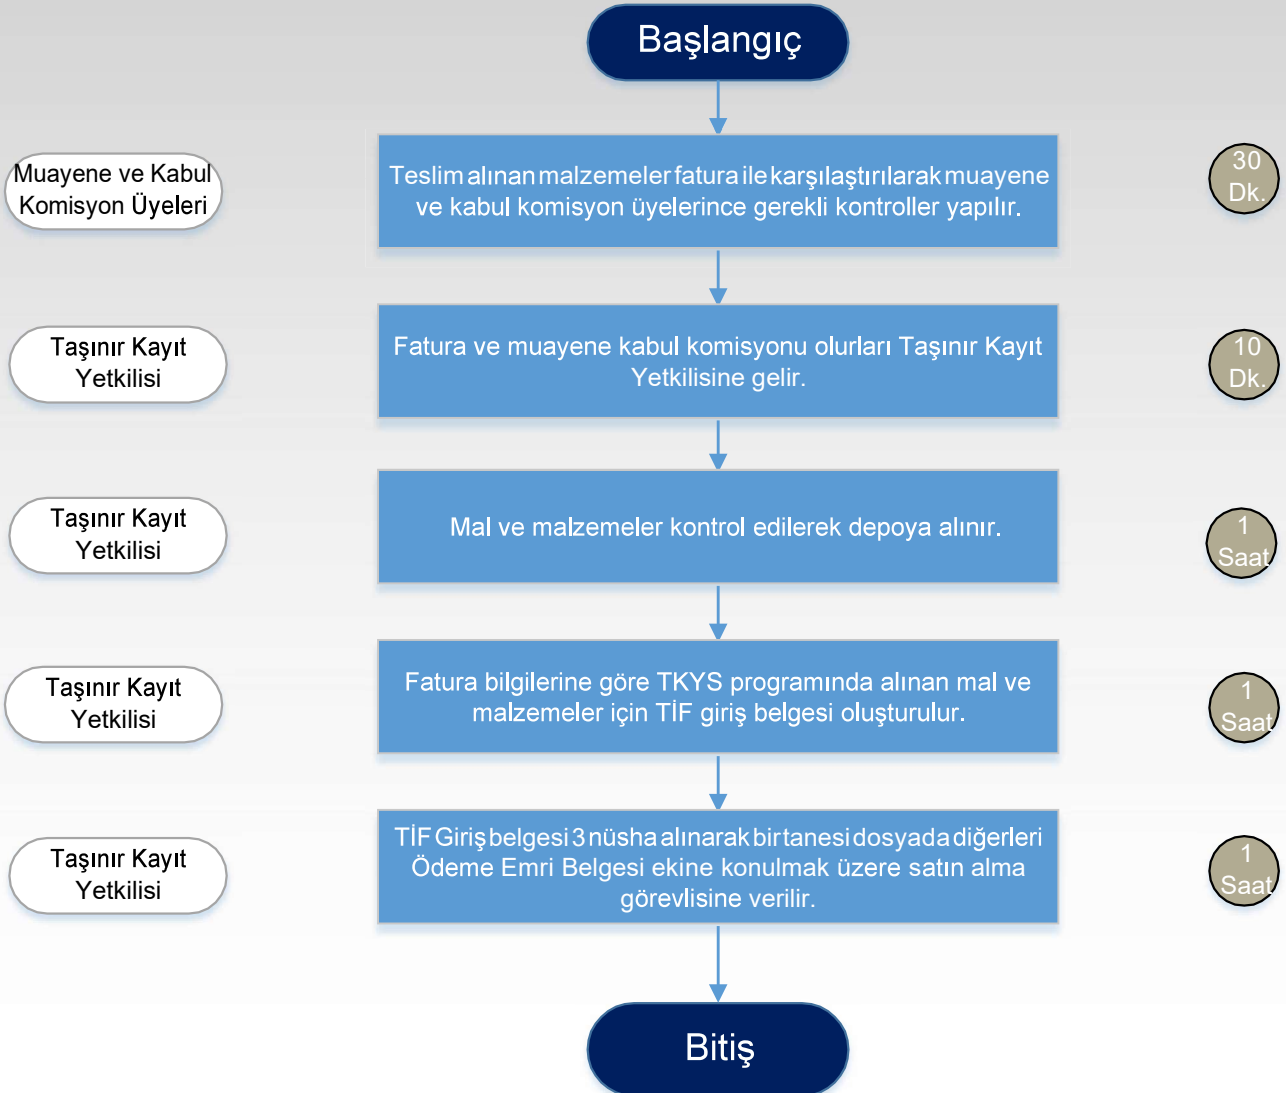 Başlangıç
Muayene ve Kabul
Komisyon Üyeleri
Teslim alınan malzemeler fatura ile karşılaştırılarak muayene
ve kabul komisyon üyelerince gerekli kontroller yapılır.
30
Dk.
Taşınır Kayıt
Yetkilisi
Fatura ve muayene kabul komisyonu olurları Taşınır Kayıt
Yetkilisine gelir.
10
Dk.
Taşınır Kayıt
Yetkilisi
Mal ve malzemeler kontrol edilerek depoya alınır.
1
Saat
Taşınır Kayıt
Yetkilisi
Fatura bilgilerine göre TKYS programında alınan mal ve
malzemeler için TİF giriş belgesi oluşturulur.
1
Saat
Taşınır Kayıt
Yetkilisi
TİF Giriş belgesi 3 nüsha alınarak bir tanesi dosyada diğerleri
Ödeme Emri Belgesi ekine konulmak üzere satın alma
görevlisine verilir.
1
Saat
Bitiş